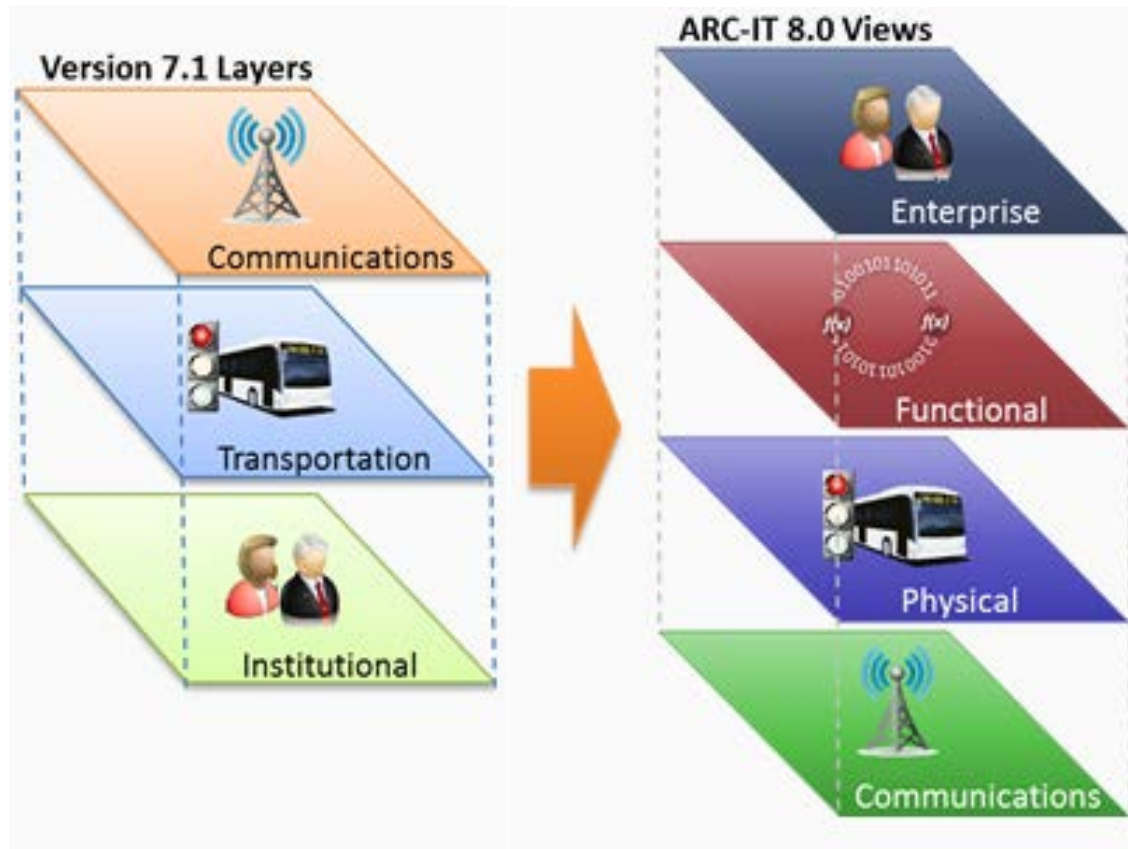 Version 7.1 Layers
Communications
Transportation
Institutional
ARC-IT 8.0 Views
Enterprise
f(x)
f(x)
Functional
Physical
Communications